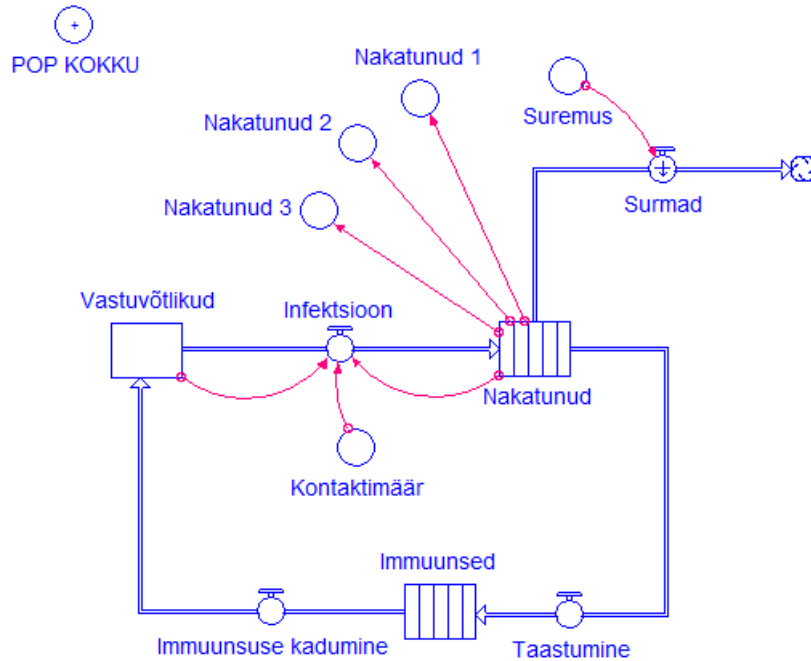 POP KOKKU
Nakatunud 1
Nakatunud 2
Suremus
Nakatunud 3
Surmad
Vastuvõtlikud
Infektsioon
Nakatunud
Kontaktimäär
Immuunsed
Immuunsuse kadumine
Taastumine